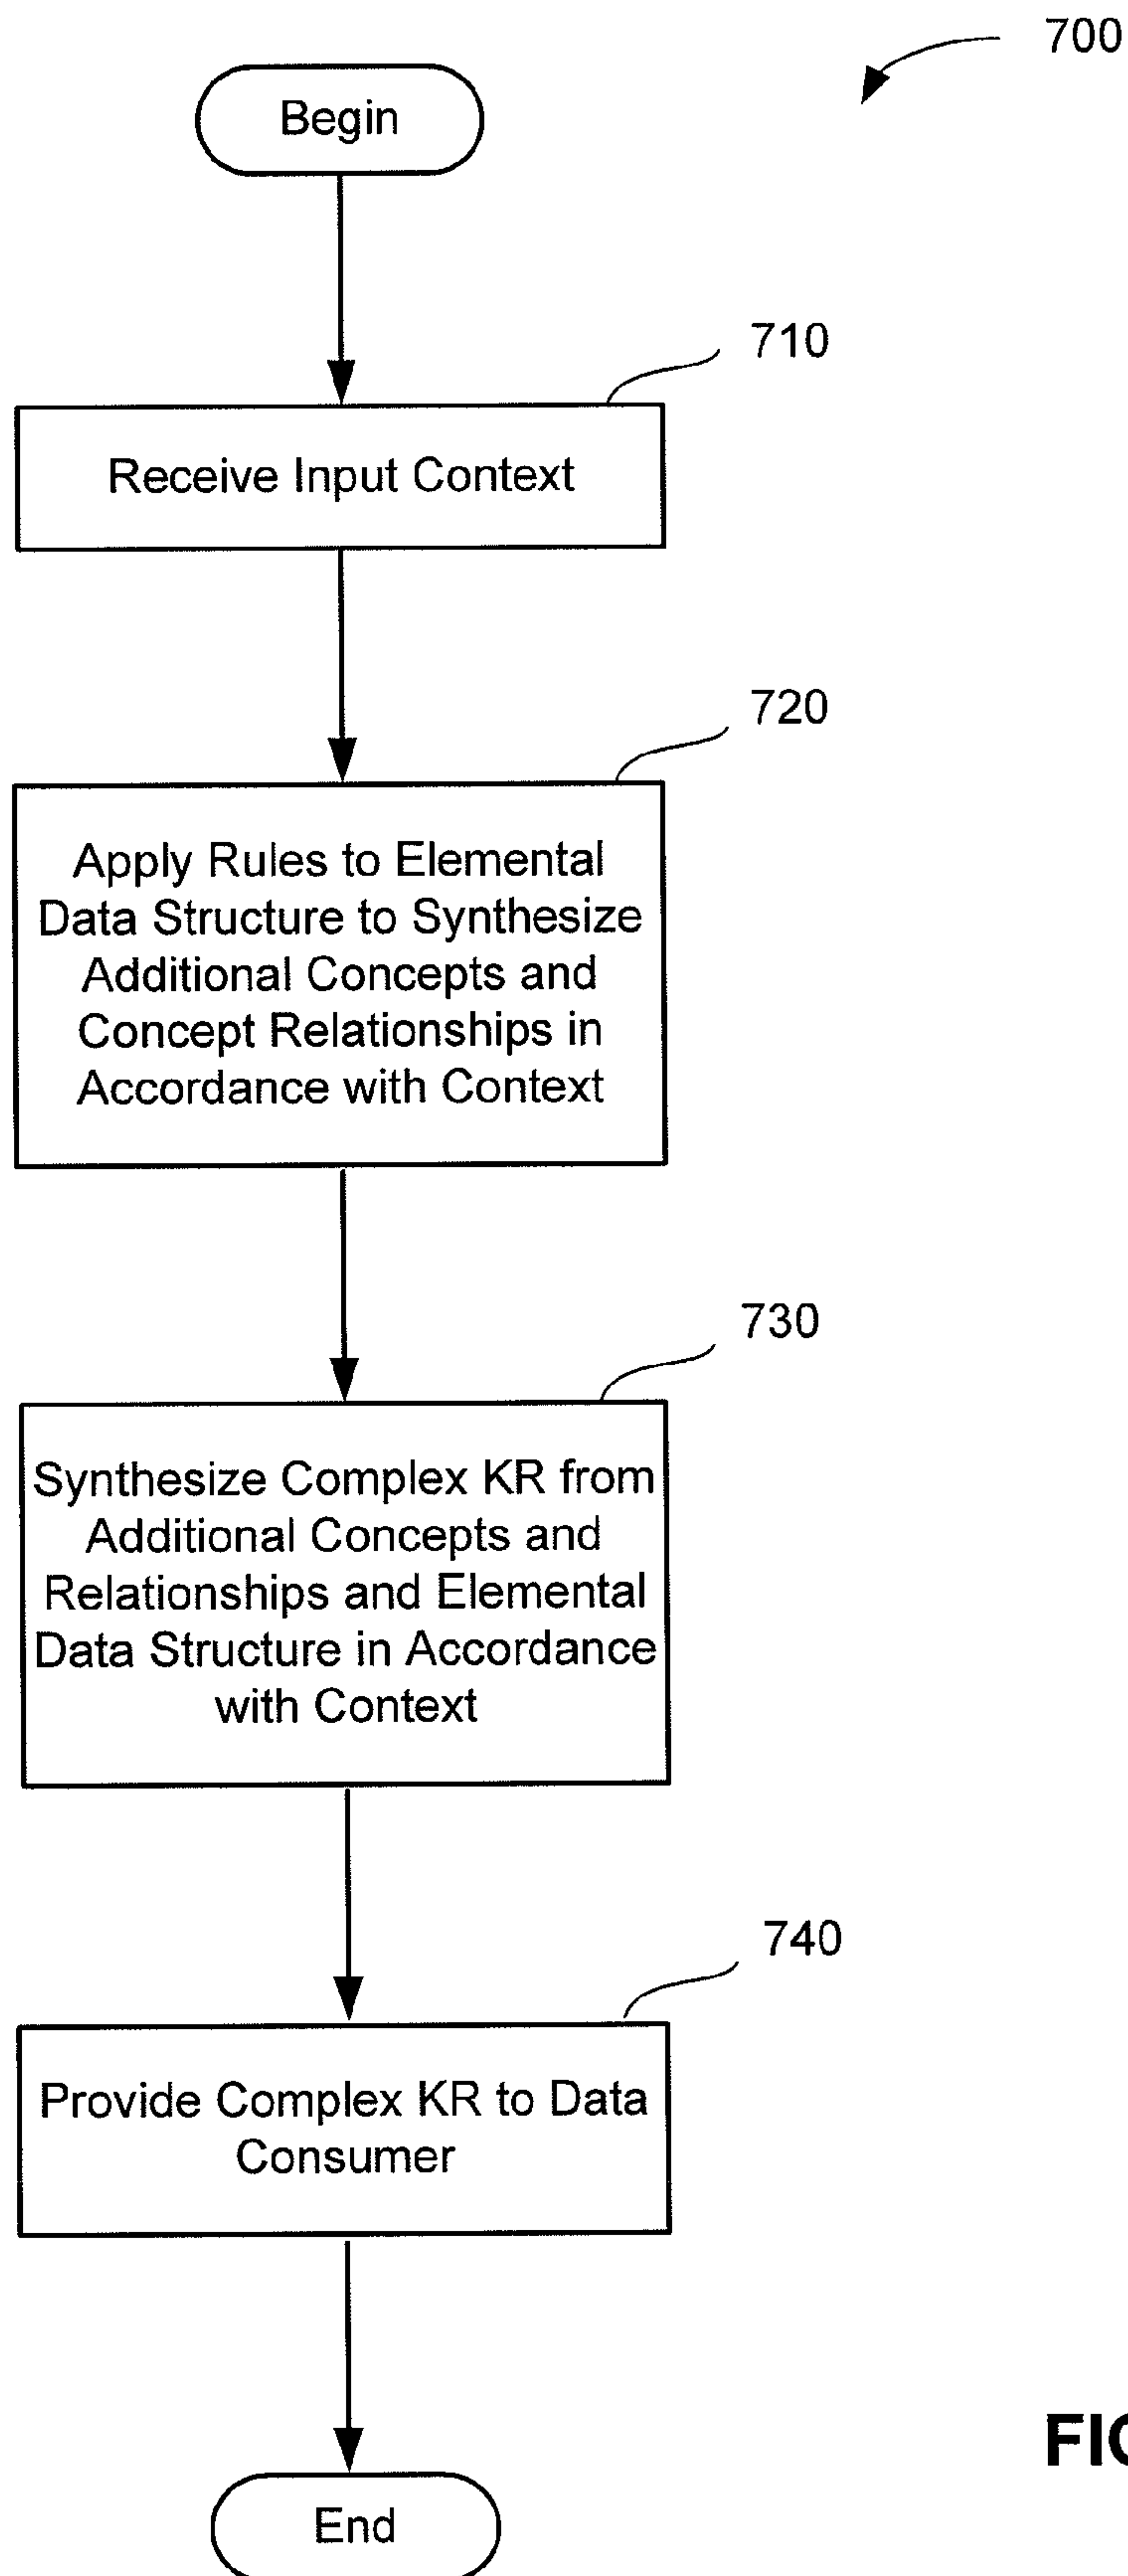 700
Begin
710
Receive Input Context
720
Apply Rules to Elemental
Data Structure to Synthesize
Additional Concepts and
Concept Relationships in
Accordance with Context
730
Synthesize Complex KR from
Additional Concepts and
Relationships and Elemental
Data Structure in Accordance
with Context
740
Provide Complex KR to Data
Consumer
End